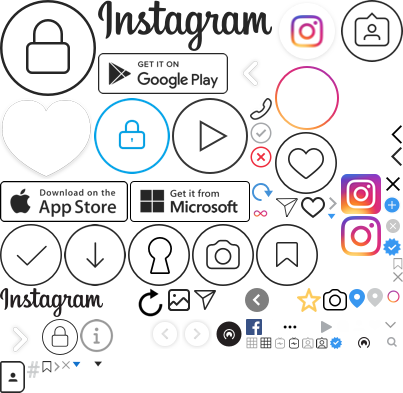 Instagram
GET IT ON
Google Play
Download on the
App Store
Get it from
Microsoft
Instagram